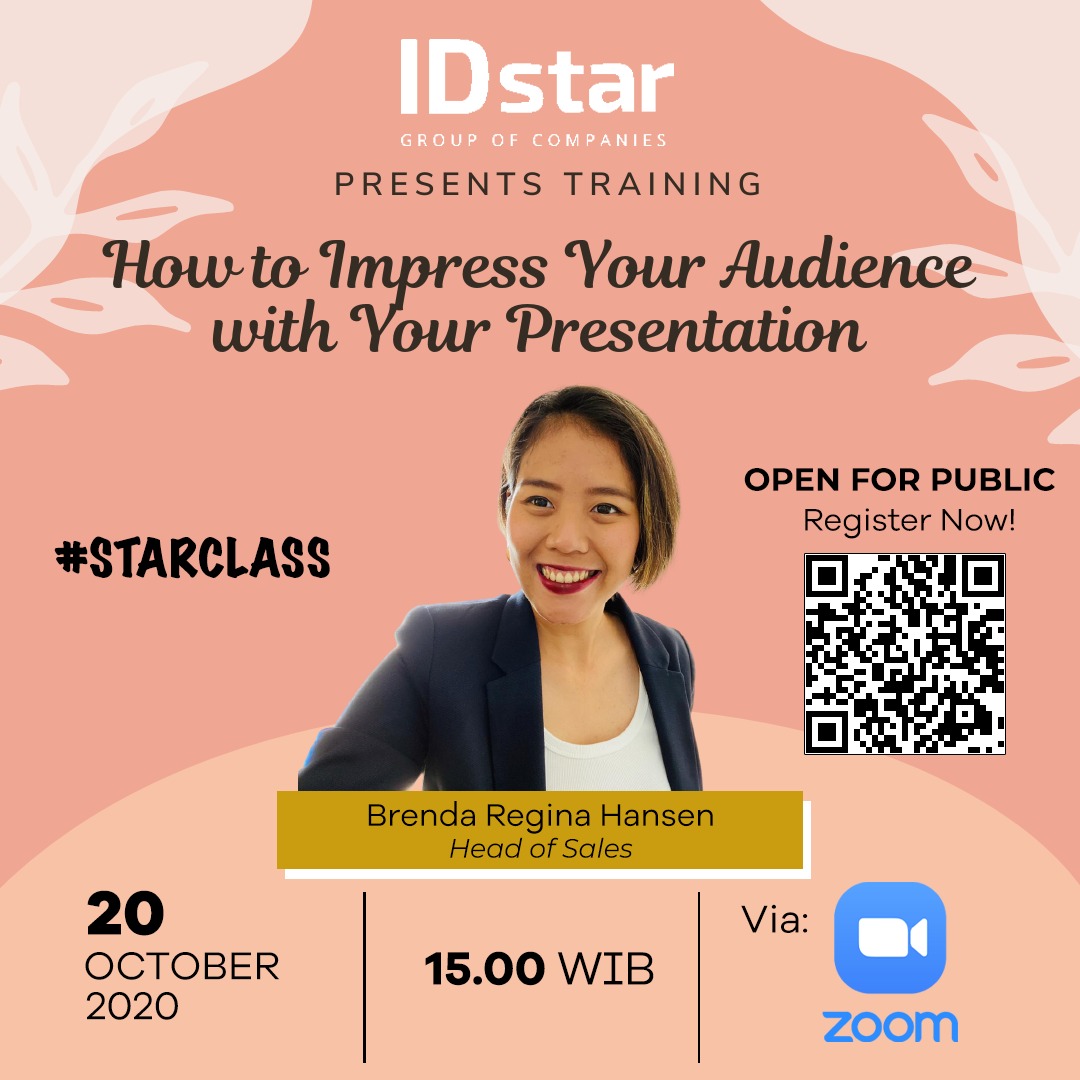 IDstar
GROUP OF COMPANIES
PRESENTS TRAINING
How to Impress Your Audience
with Your Presentation
OPEN FOR PUBLIC
Register Now!
#STARCLASS
Brenda Regina Hansen
Head of Sales
20
OCTOBER
2020
15.00 WIB
Via:
zoom